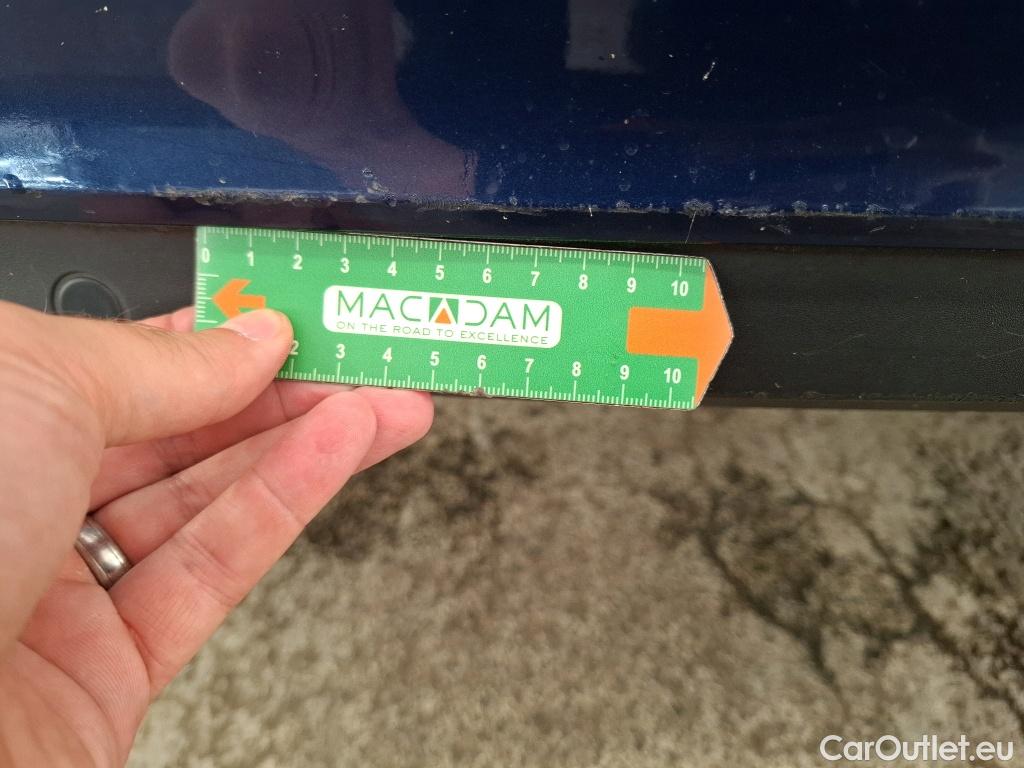 0 1 2 3 4 5 6 7 8 9 10
MACADAM
ON THE ROAD TO EXCELLENCE
2 3 4 5 6 7 8 9 10
CarOutlet.eu